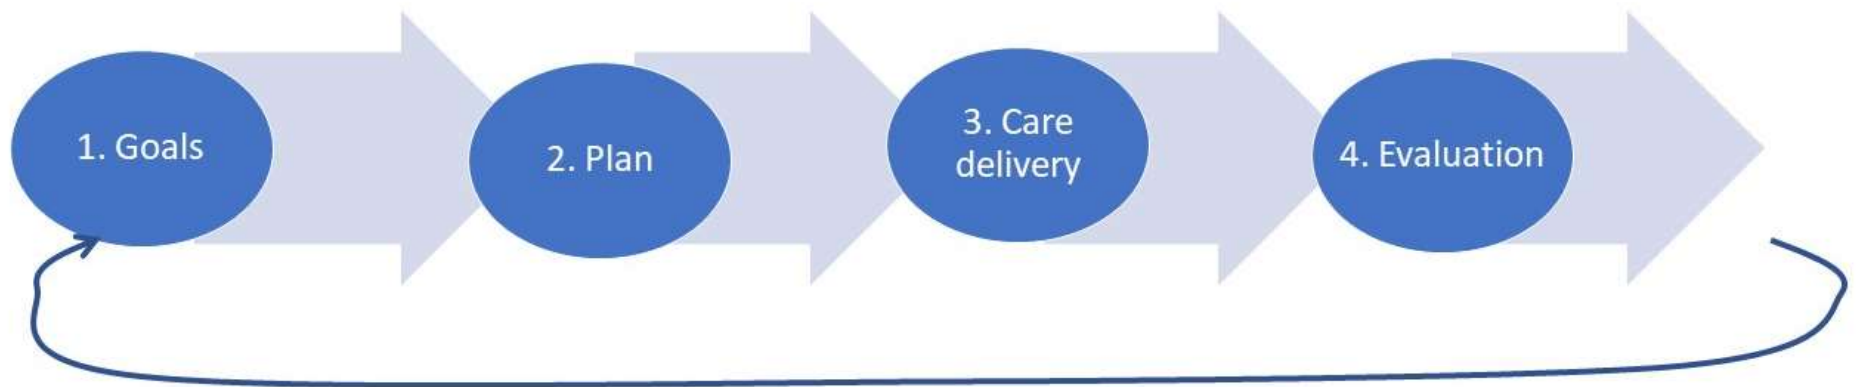 1. Goals
2. Plan
3. Care
delivery
4. Evaluation